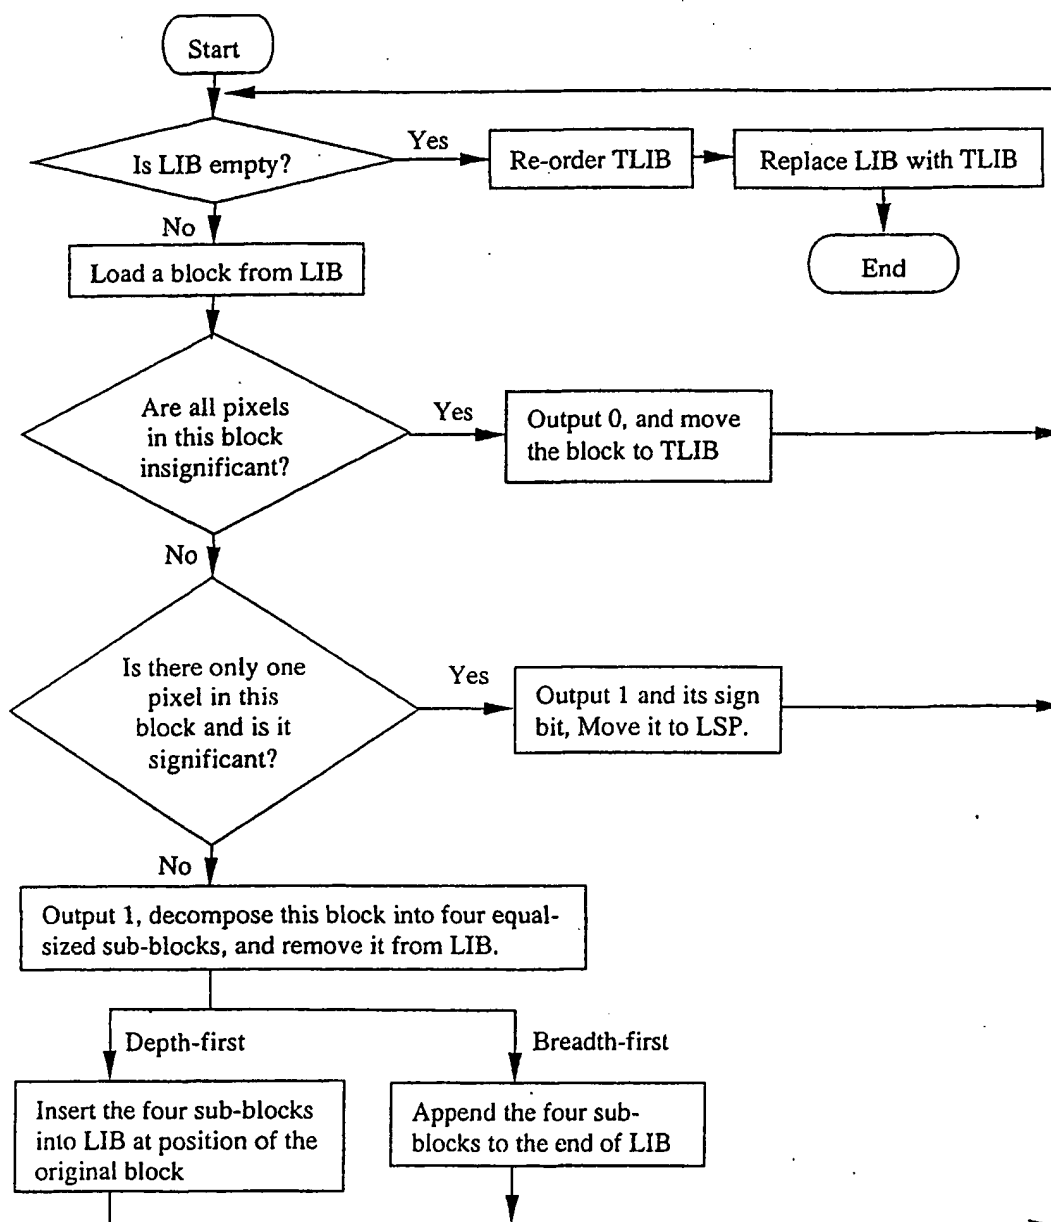 Start
Is LIB empty?
Yes
Re-order TLIB
Replace LIB with TLIB
No
Load a block from LIB
End
Are all pixels
in this block
insignificant?
Yes
Output 0, and move
the block to TLIB
No
Is there only one
pixel in this
block and is it
significant?
Yes
Output 1 and its sign
bit, Move it to LSP.
No
Output 1, decompose this block into four equal-
sized sub-blocks, and remove it from LIB.
Depth-first
Breadth-first
Insert the four sub-blocks
into LIB at position of the
original block
Append the four sub-
blocks to the end of LIB